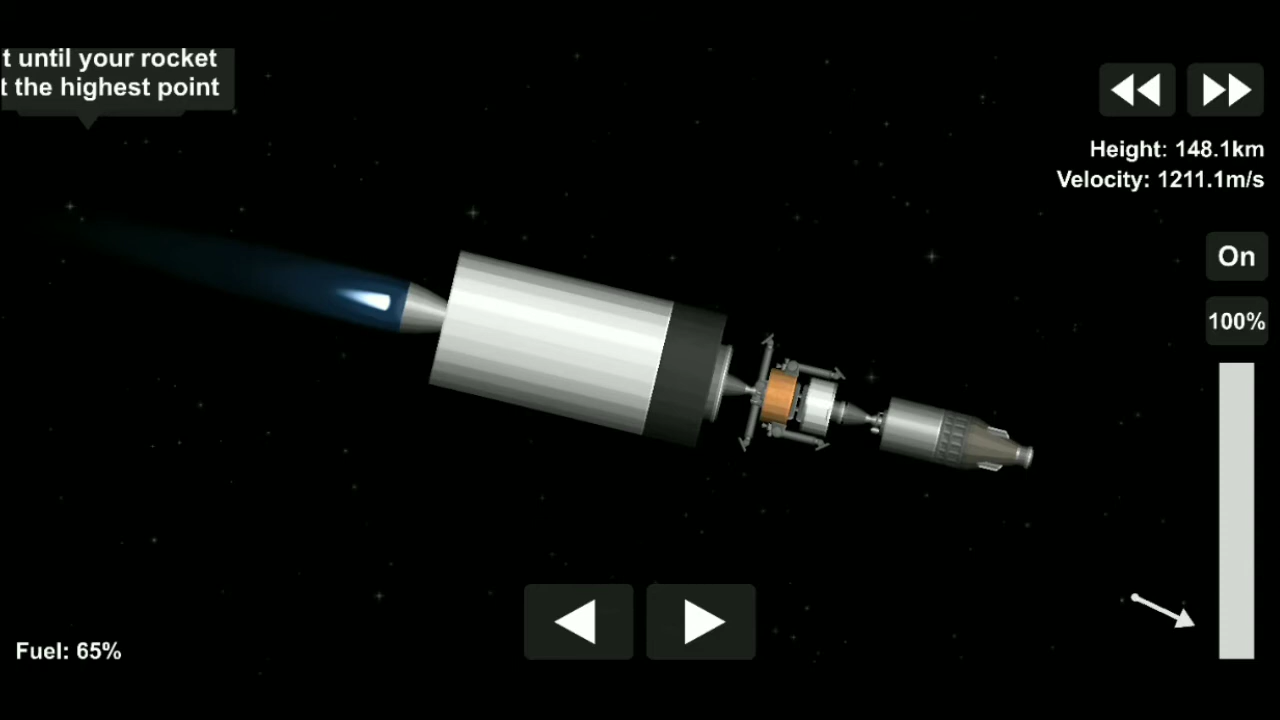 t until your rocket
t the highest point
Height: 148.1km
Velocity: 1211.1m/s
On
100%
Fuel: 65%